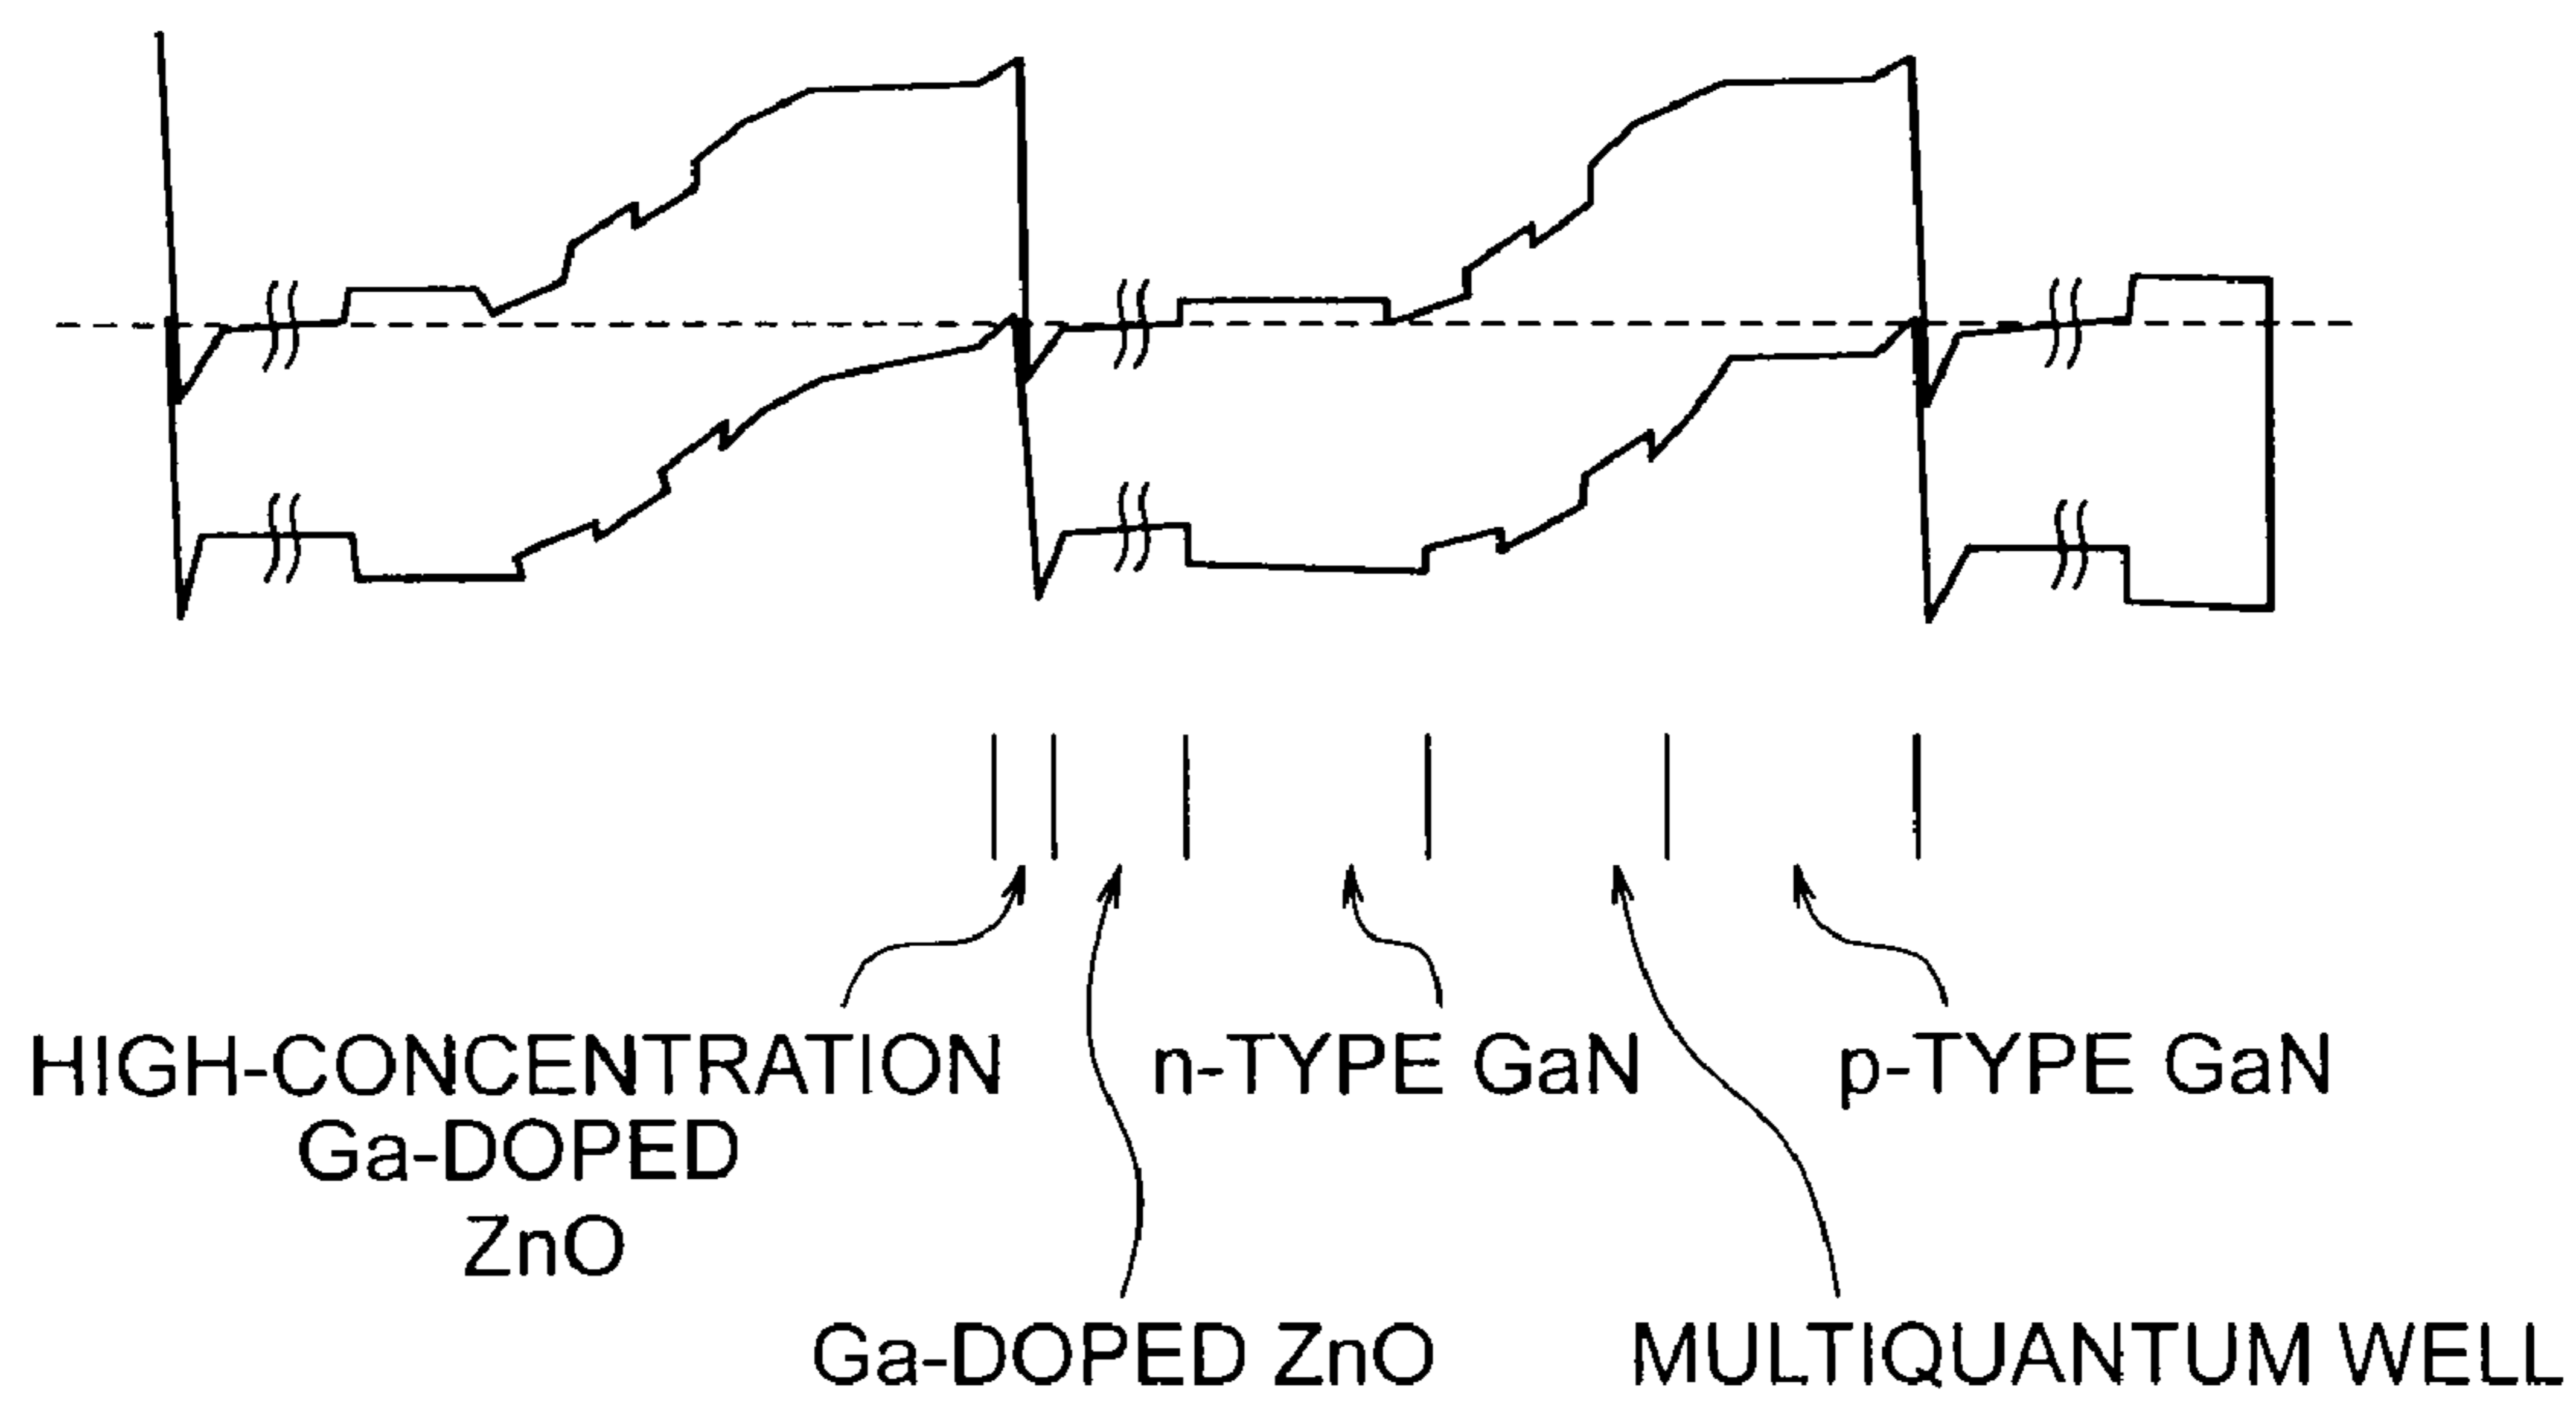 HIGH-CONCENTRATION
Ga-DOPED
ZnO
n-TYPE GaN
p-TYPE GaN
Ga-DOPED ZnO
MULTIQUANTUM WELL